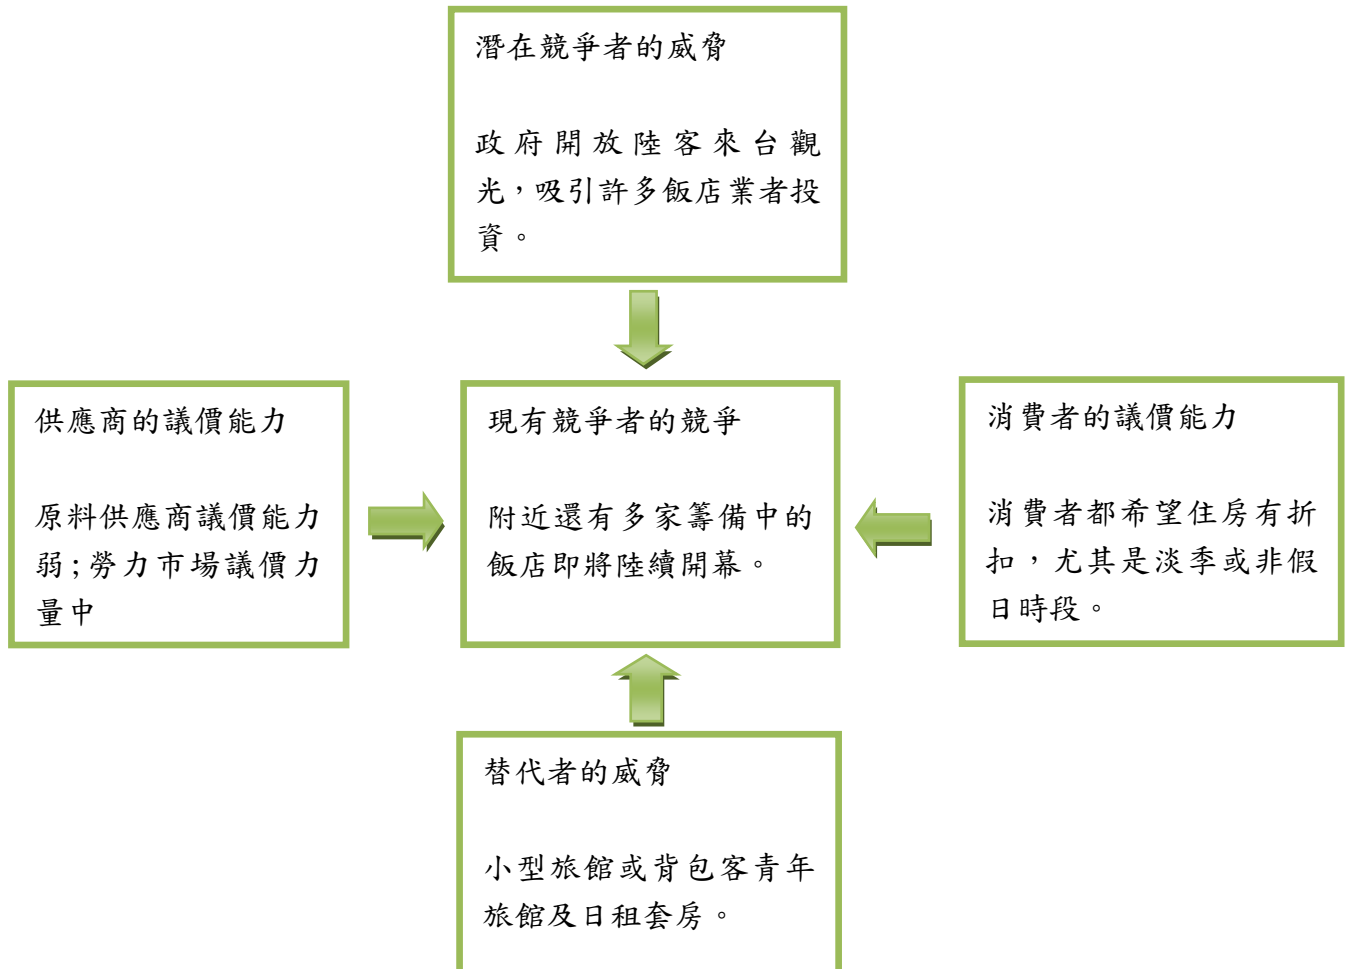 潛在競爭者的威脅
政府開放陸客來台觀
光，吸引許多飯店業者投
資。
供應商的議價能力
原料供應商議價能力
弱;勞力市場議價力
量中
現有競爭者的競爭
附近還有多家籌備中的
飯店即將陸續開幕。
消費者的議價能力
消費者都希望住房有折
扣，尤其是淡季或非假
日時段。
替代者的威脅
小型旅館或背包客青年
旅館及日租套房。